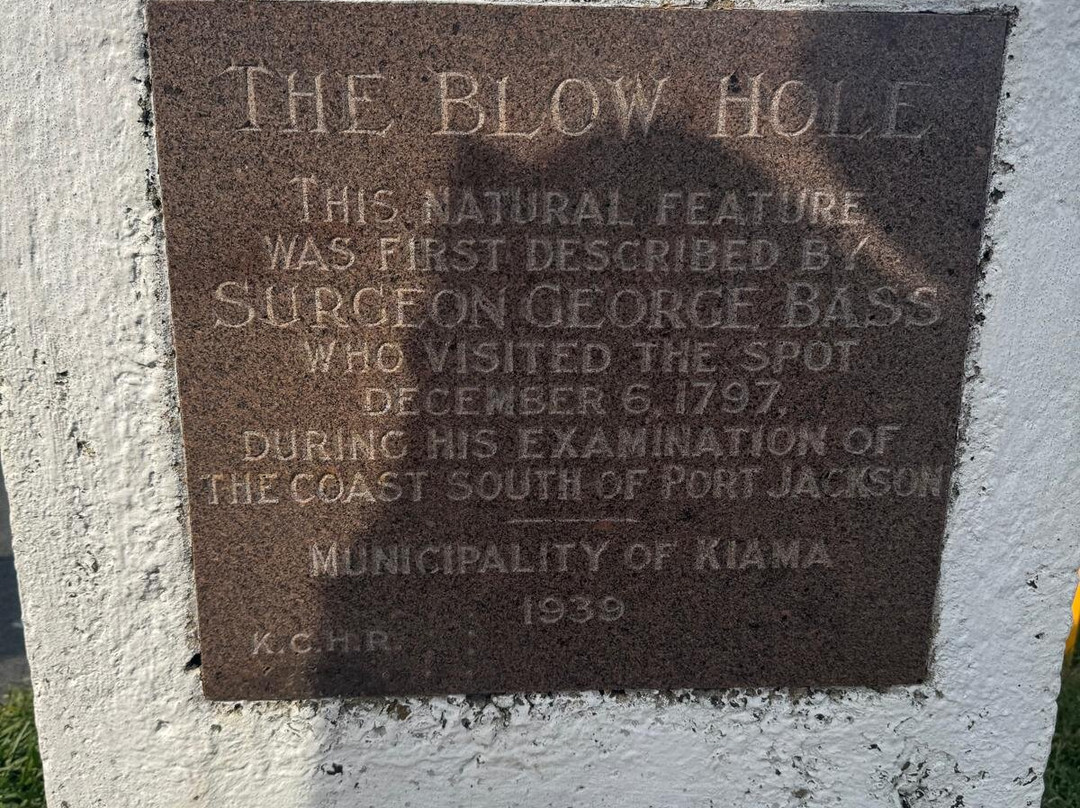 THE BLOW HOLE
THIS NATURAL FEATURE
WAS FIRST DESCRIBED BY
SURGEON GEORGE BASS
WHO VISITED THE SPOT
DECEMBER 6, 1797,
DURING HIS EXAMINATION OF
THE COAST SOUTH OF PORT JACKSON
MUNICIPALITY OF KIAMA
1939
K.C.H.R.